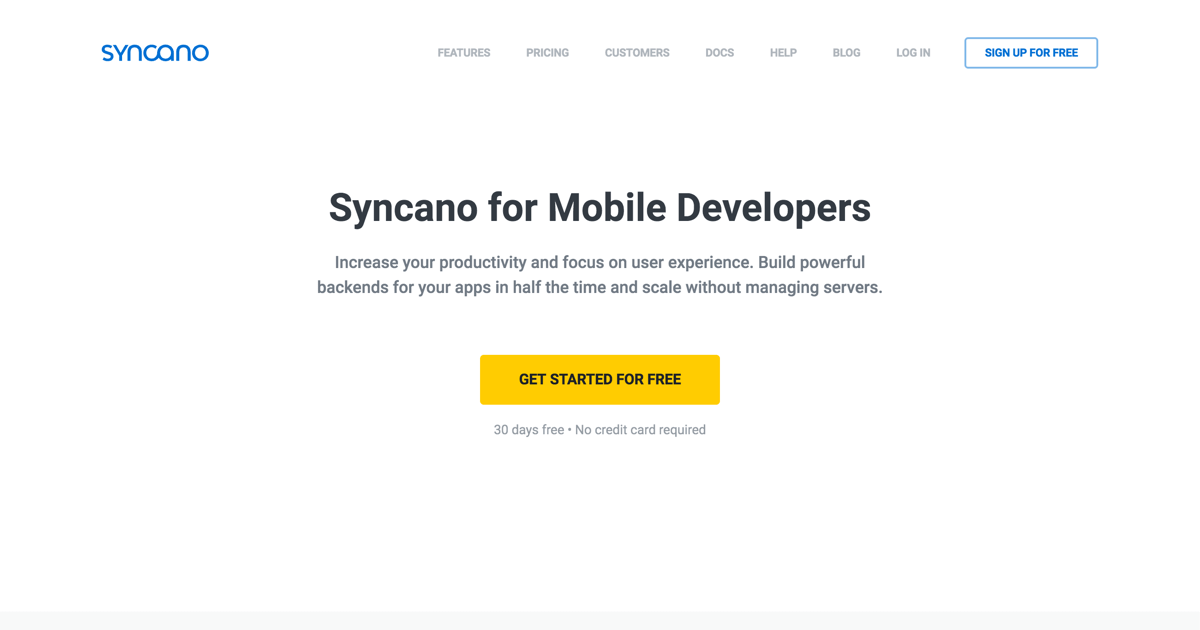 SYNCANO
FEATURES PRICING CUSTOMERS DOCS HELP BLOG LOG IN SIGN UP FOR FREE
Syncano for Mobile Developers
Increase your productivity and focus on user experience. Build powerful
backends for your apps in half the time and scale without managing servers.
GET STARTED FOR FREE
30 days free • No credit card required